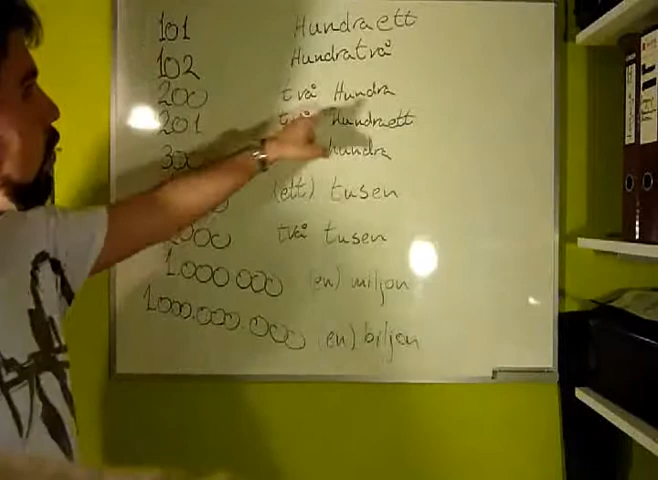 101 Hundraett
102 Hundratvå
200 två Hundra
201 Hundraett
hundra
(ett) tusen
två tusen
1.000 000 (en) miljon
1.000.000.000 (en) biljon